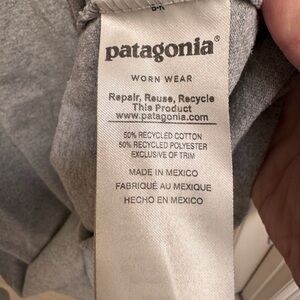 patagonia®
WORN WEAR
Repair, Reuse, Recycle
This Product
www.patagonia.com
50% RECYCLED COTTON
50% RECYCLED POLYESTER
EXCLUSIVE OF TRIM
MADE IN MEXICO
FABRIQUÉ AU MEXIQUE
HECHO EN MEXICO